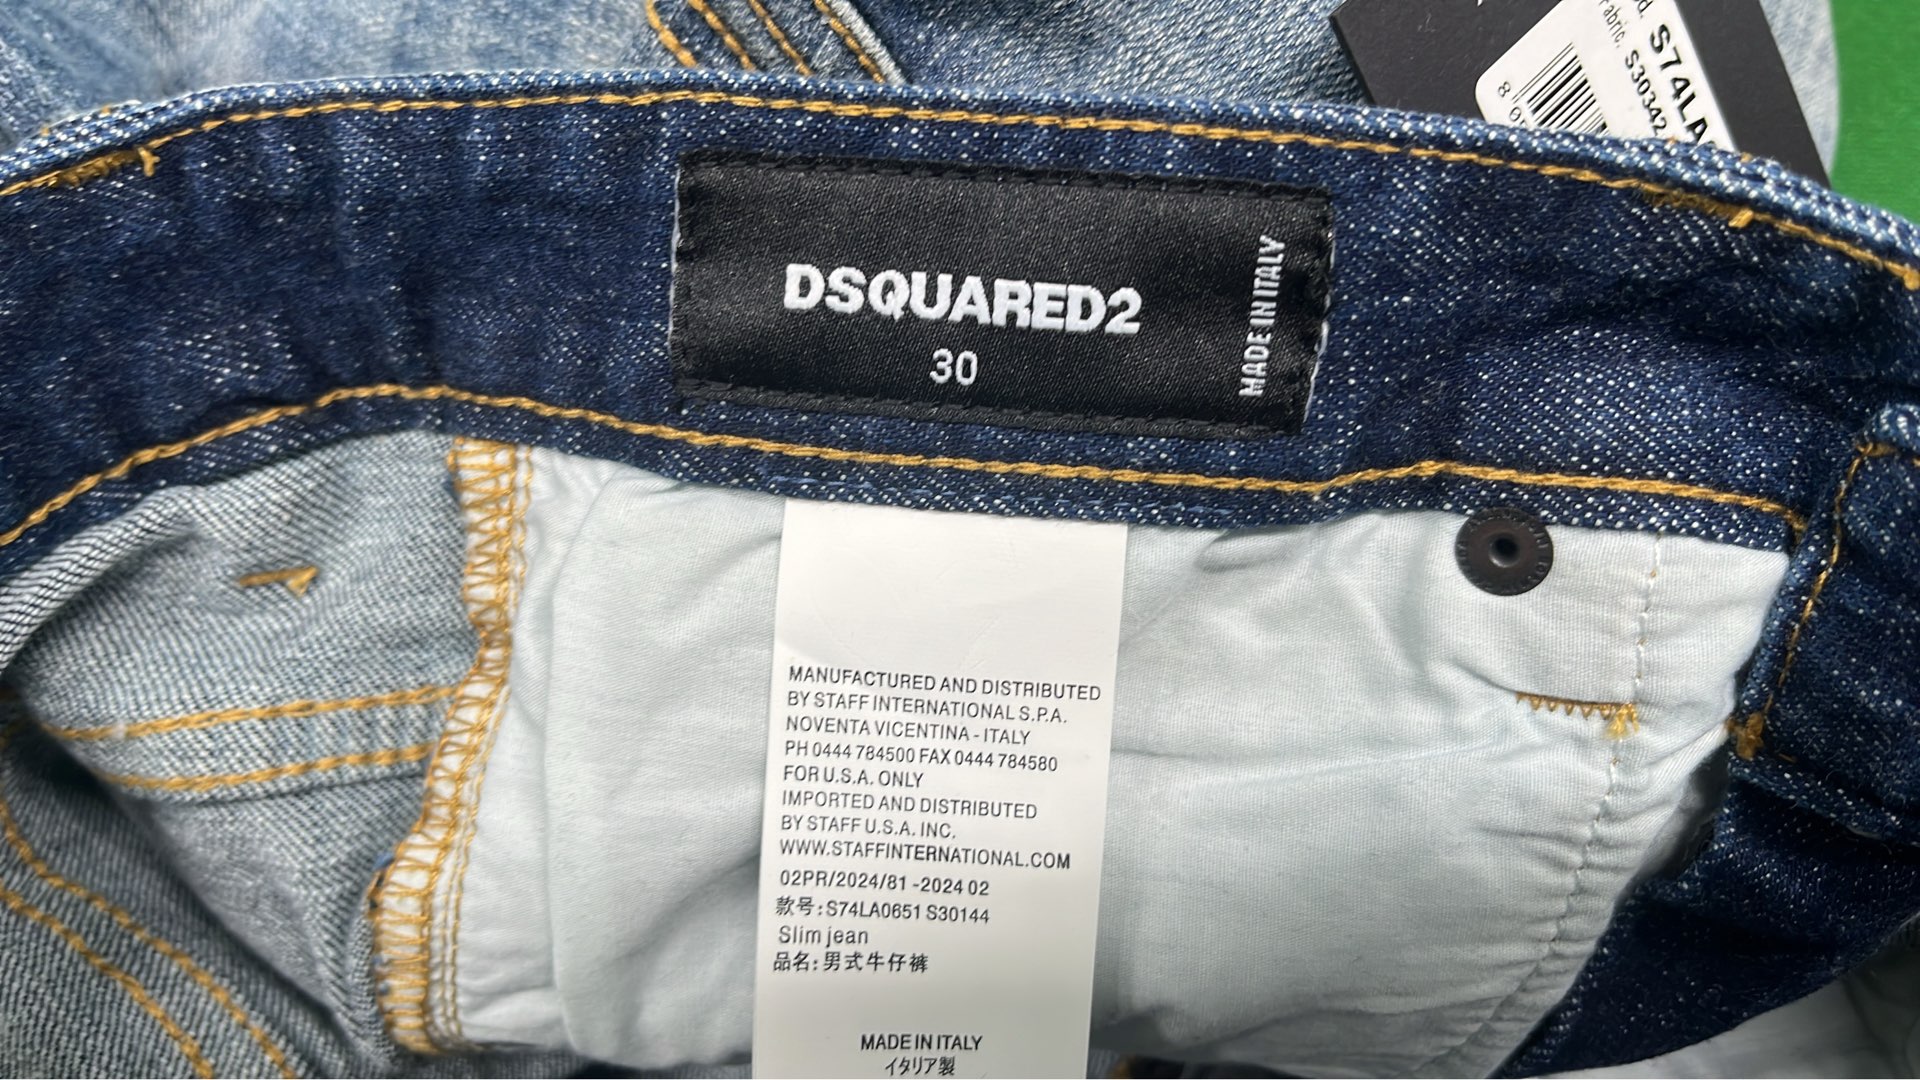 S74LA
S30342
DSQUARED2
30
MADE IN ITALY
MANUFACTURED AND DISTRIBUTED
BY STAFF INTERNATIONAL S.P.A.
NOVENTA VICENTINA - ITALY
PH 0444 784500 FAX 0444 784580
FOR U.S.A. ONLY
IMPORTED AND DISTRIBUTED
BY STAFF U.S.A. INC.
WWW.STAFFINTERNATIONAL.COM
02PR/2024/81 -2024 02
款号:S74LA0651 S30144
Slim jean
品名:男式牛仔裤
MADE IN ITALY
イタリア製